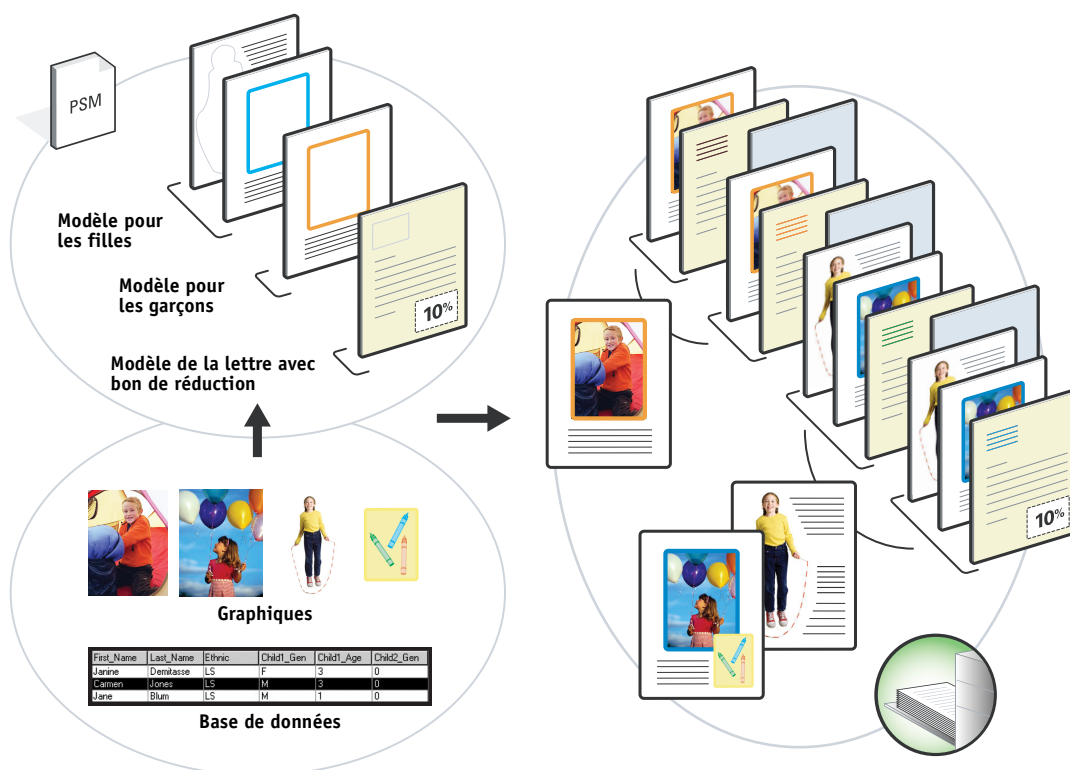 PSM
Modèle pour
les filles
Modèle pour
les garçons
10%
Modèle de la lettre avec
bon de réduction
Graphiques
First_Name Last_Name Ethnic Child1_Gen Child1_Age Child2_Gen
Janine Demitasse LS F 3 0
Carmen Jones LS M 3 0
Jane Blum LS M 1 0
Base de données
10%